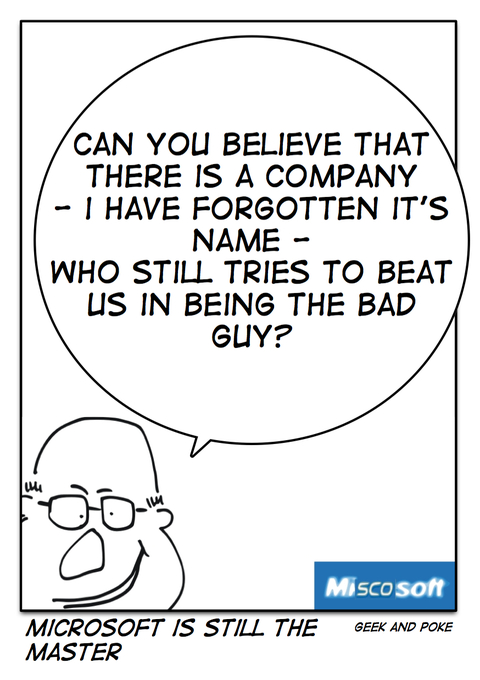 CAN YOU BELIEVE THAT
THERE IS A COMPANY
- I HAVE FORGOTTEN IT'S
NAME -
WHO STILL TRIES TO BEAT
US IN BEING THE BAD
GUY?
Miscosoft
MICROSOFT IS STILL THE
MASTER
GEEK AND POKE